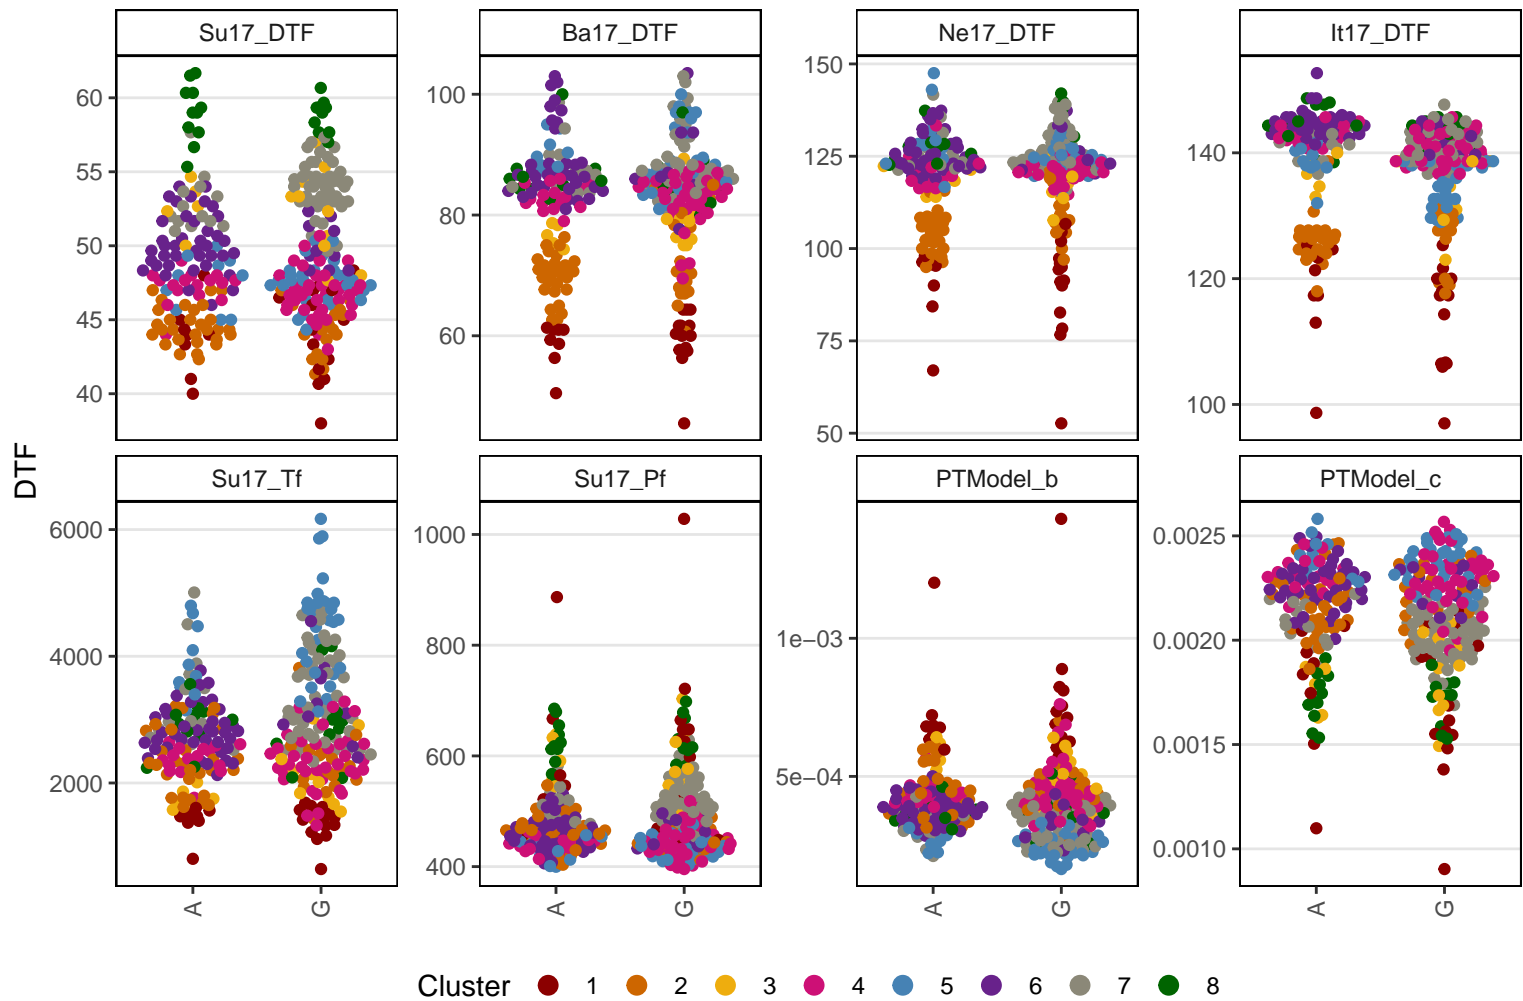 Su17_DTF
Ba17_DTF
Ne17_DTF
It17_DTF
60
55
50
45
40
100
80
60
150
125
100
75
50
140
120
100
DTF
Su17_Tf
Su17_Pf
PTModel_b
PTModel_c
6000
4000
2000
1000
800
600
400
1e−03
5e−04
0.0025
0.0020
0.0015
0.0010
A
G
A
G
A
G
A
G
Cluster 1 2 3 4 5 6 7 8